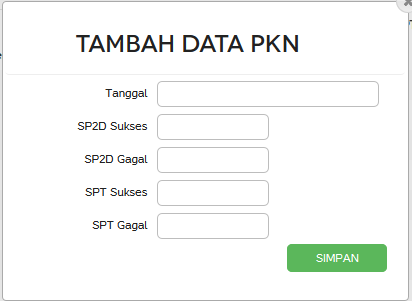 TAMBAH DATA PKN
Tanggal
SP2D Sukses
SP2D Gagal
SPT Sukses
SPT Gagal
SIMPAN